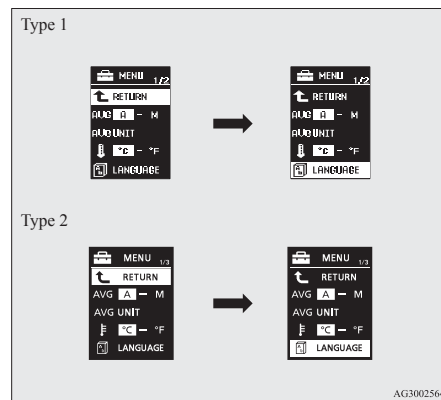 Type 1
MENU 1/2
RETURN
AVG A - M
AVG UNIT
°C - °F
LANGUAGE
MENU 1/2
RETURN
AVG A - M
AVG UNIT
°C - °F
LANGUAGE
Type 2
MENU 1/3
RETURN
AVG A - M
AVG UNIT
°C - °F
LANGUAGE
MENU 1/3
RETURN
AVG A - M
AVG UNIT
°C - °F
LANGUAGE
AG3002564